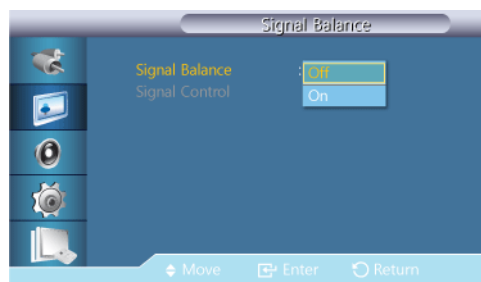 Signal Balance
Signal Balance : Off
Signal Control On
Move Enter Return